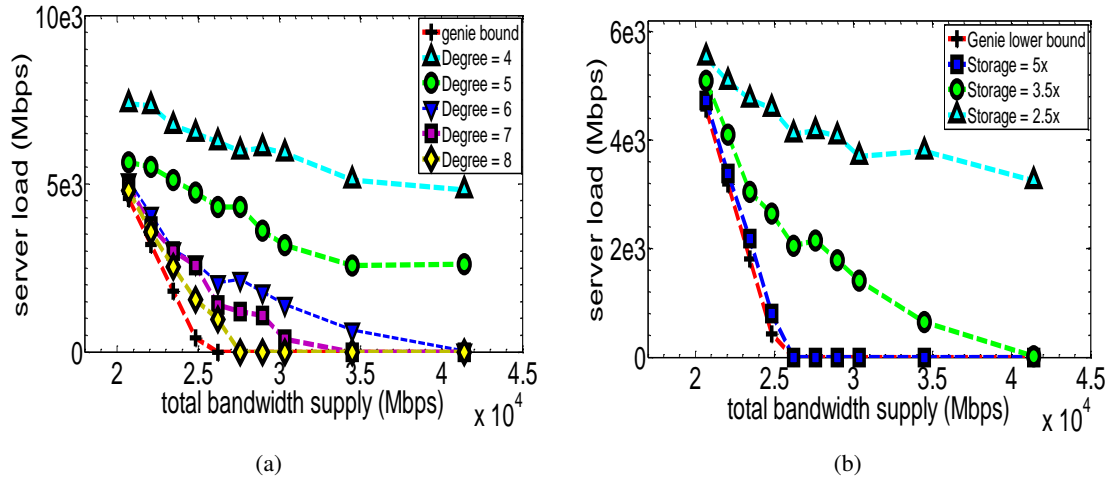 10e3
5e3
0
server load (Mbps)
genie bound
Degree = 4
Degree = 5
Degree = 6
Degree = 7
Degree = 8
2 2.5 3 3.5 4 4.5
total bandwidth supply (Mbps)
x 10^4
(a)
6e3
4e3
2e3
0
server load (Mbps)
Genie lower bound
Storage = 5x
Storage = 3.5x
Storage = 2.5x
2 2.5 3 3.5 4 45
total bandwidth supply (Mbps)
x 10^4
(b)